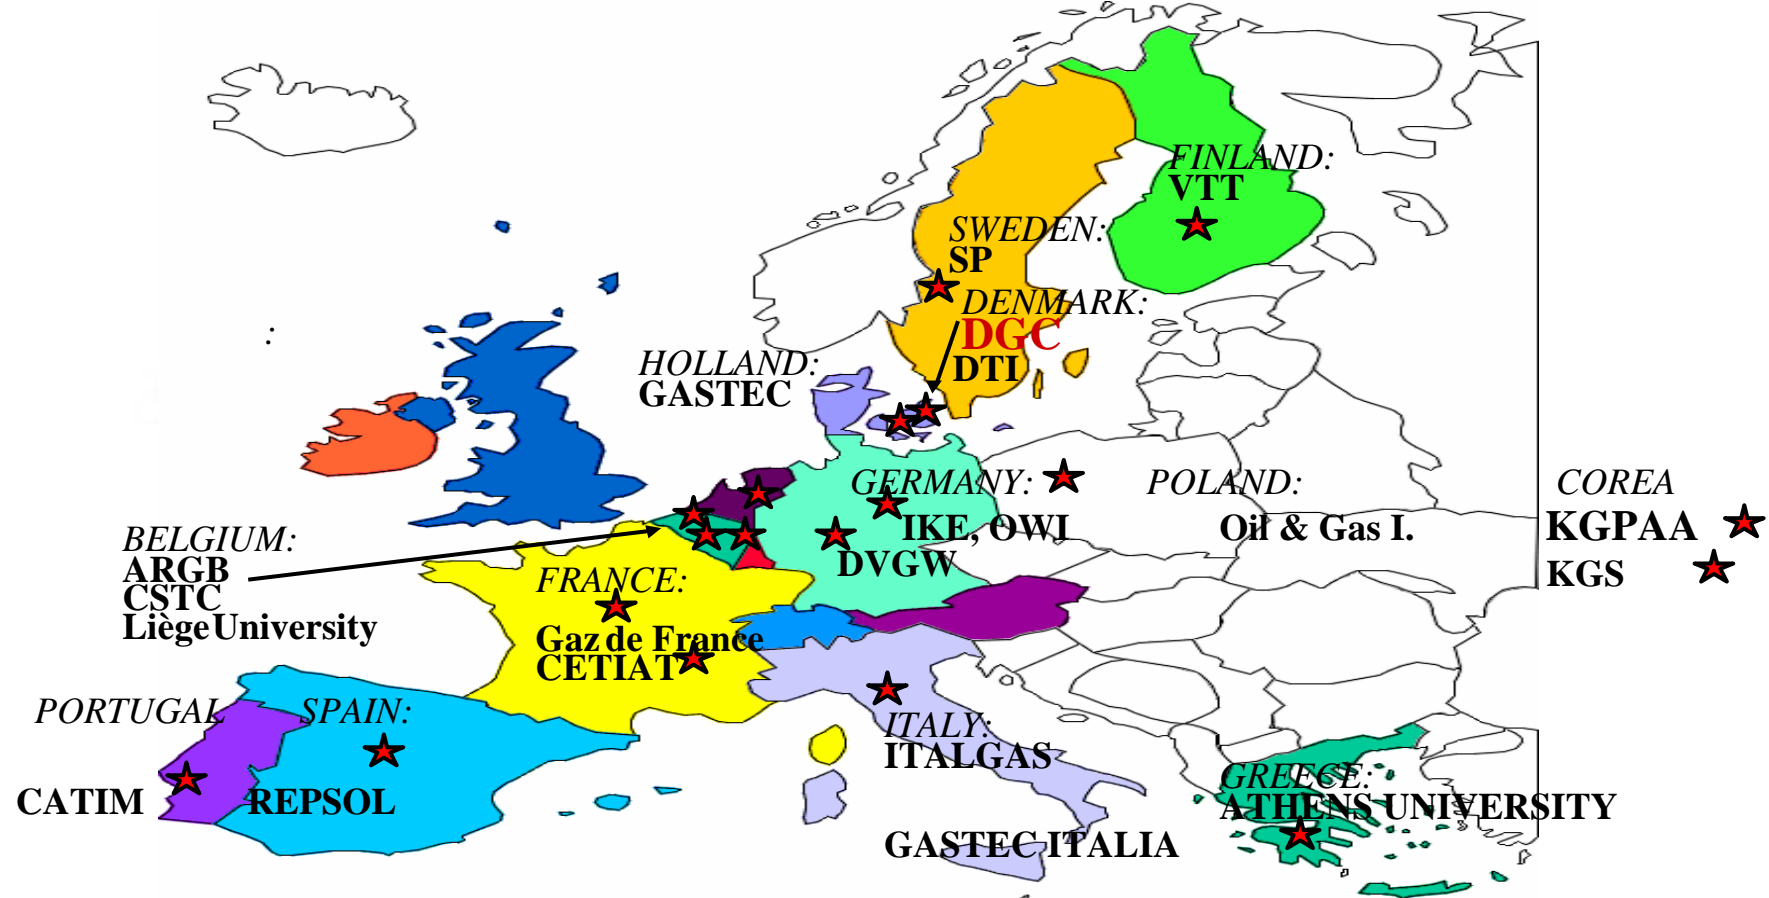 FINLAND:
VTT
SWEDEN:
SP
DENMARK:
DGC
DTI
:
HOLLAND:
GASTEC
GERMANY:
IKE, OWI
DVGW
POLAND:
Oil & Gas I.
COREA
KGPAA
KGS
BELGIUM:
ARGB
CSTC
Liège University
FRANCE:
Gaz de France
CETIAT
PORTUGAL
CATIM
SPAIN:
REPSOL
ITALY:
ITALGAS
GASTEC ITALIA
GREECE:
ATHENS UNIVERSITY